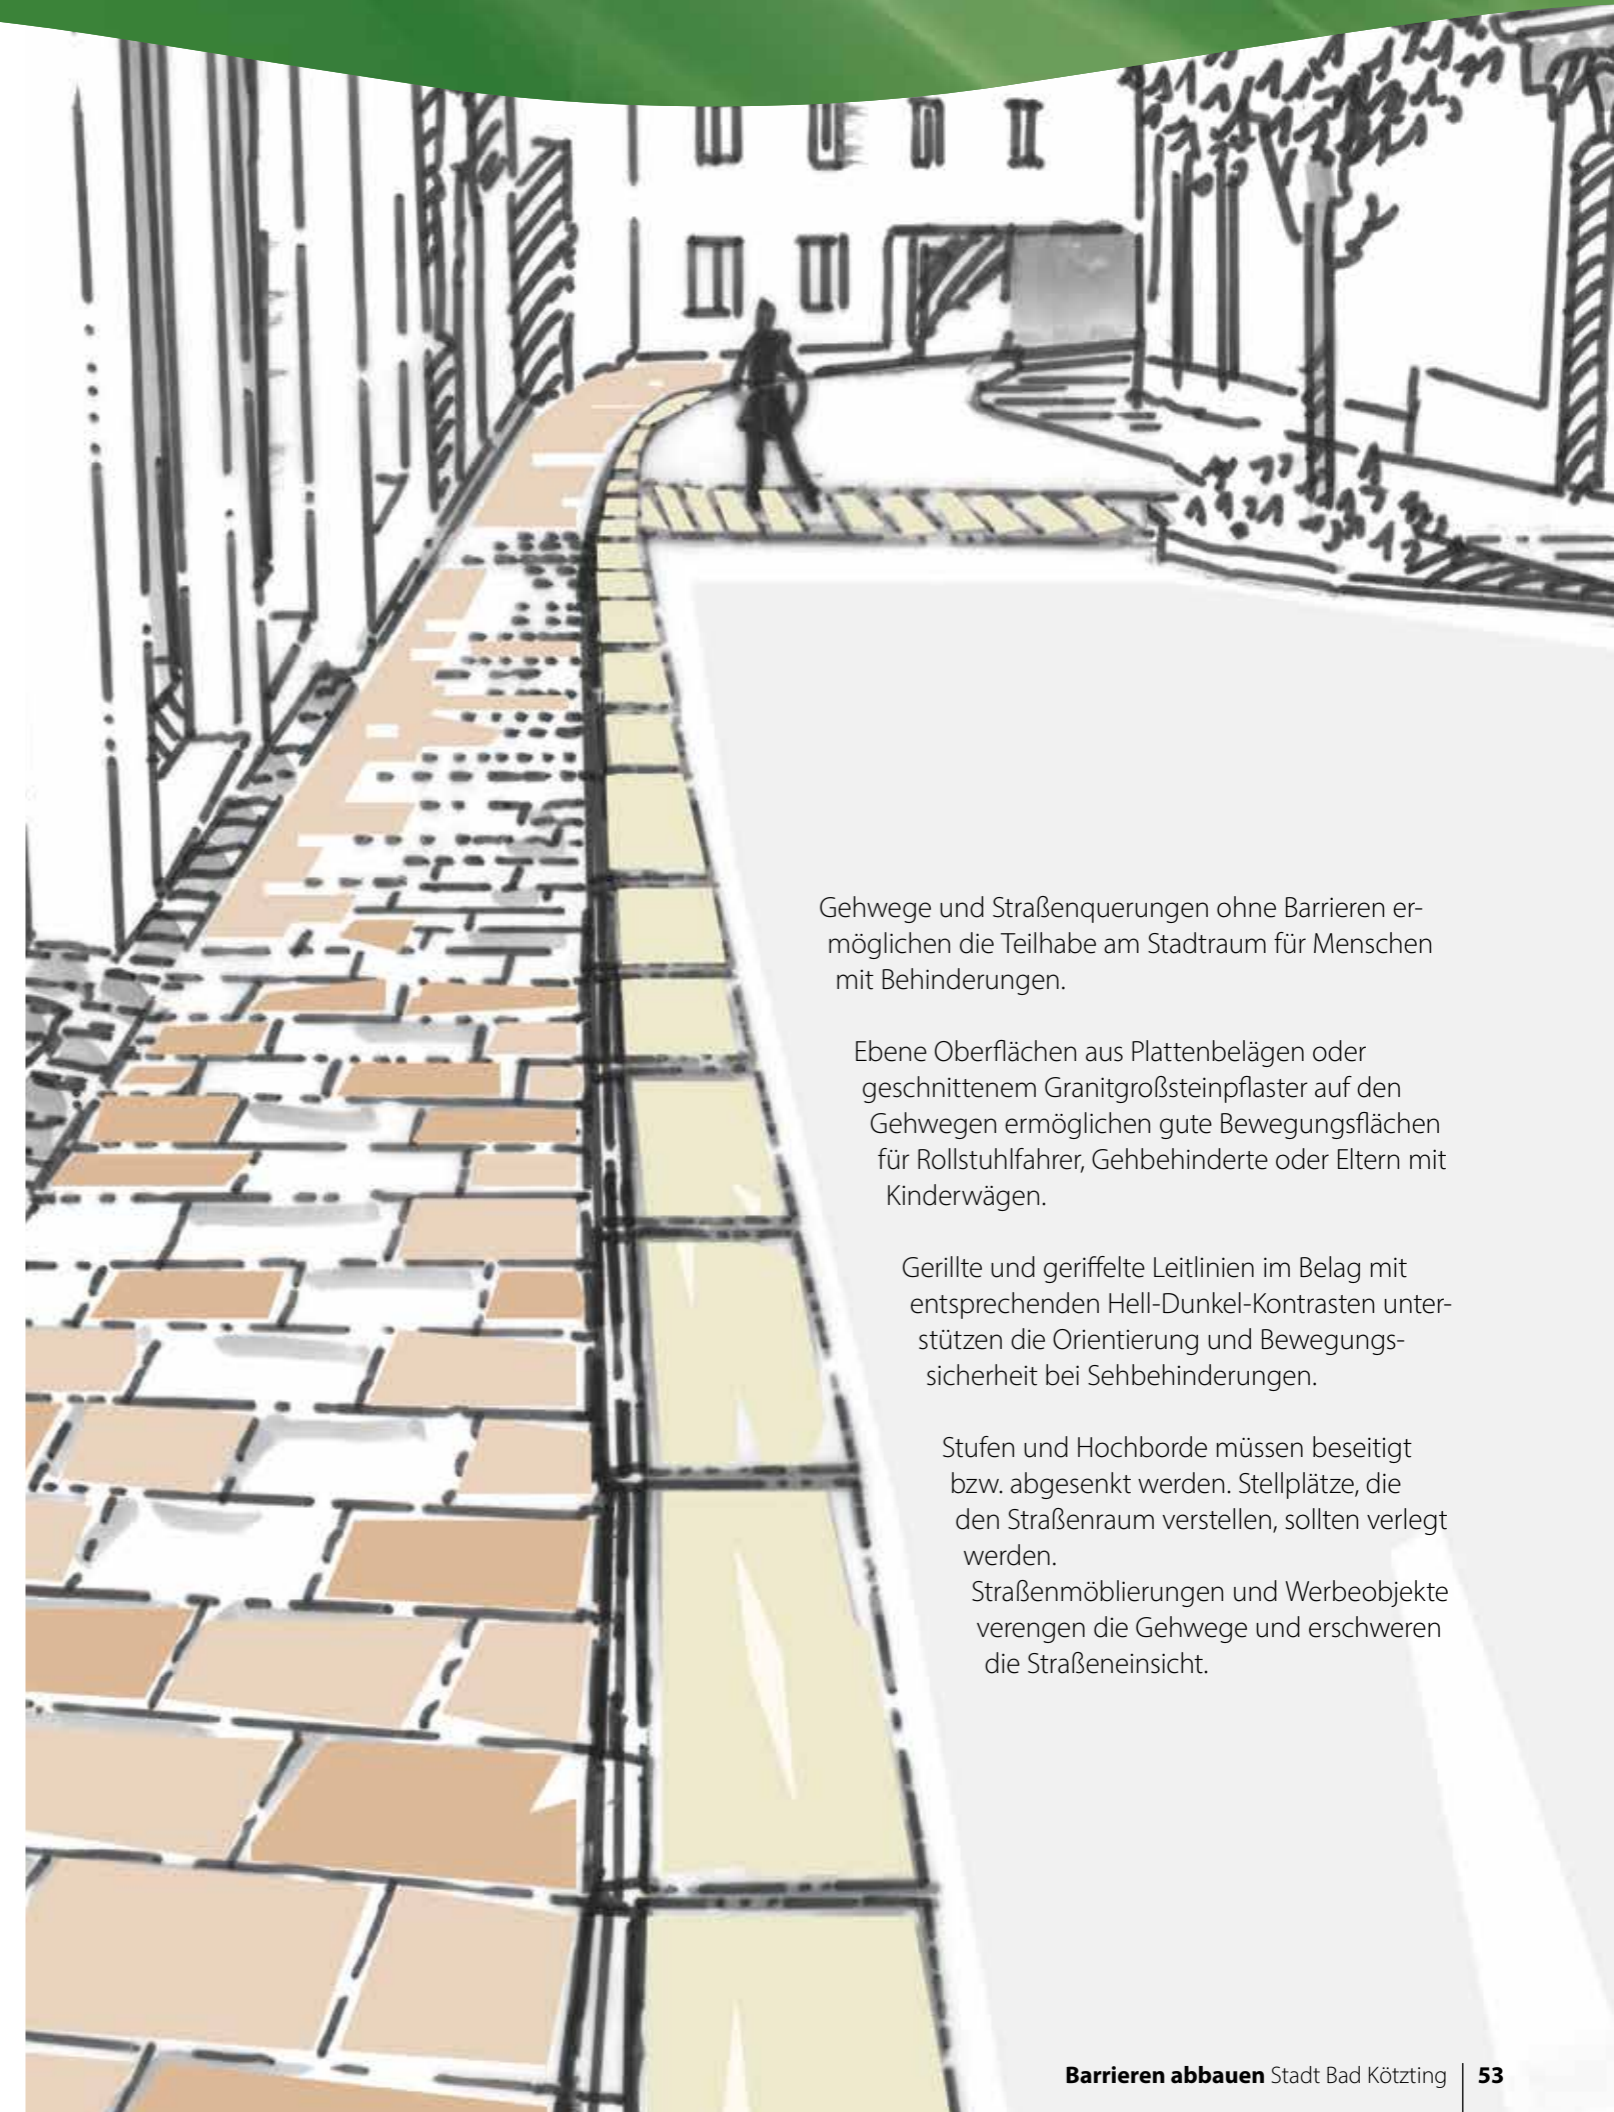 Gehwege und Straßenquerungen ohne Barrieren er-
möglichen die Teilhabe am Stadtraum für Menschen
mit Behinderungen.
Ebene Oberflächen aus Plattenbelägen oder
geschnittenem Granitgroßsteinpflaster auf den
Gehwegen ermöglichen gute Bewegungsflächen
für Rollstuhlfahrer, Gehbehinderte oder Eltern mit
Kinderwägen.
Gerillte und geriffelte Leitlinien im Belag mit
entsprechenden Hell-Dunkel-Kontrasten unter-
stützen die Orientierung und Bewegungs-
sicherheit bei Sehbehinderungen.
Stufen und Hochborde müssen beseitigt
bzw. abgesenkt werden. Stellplätze, die
den Straßenraum verstellen, sollten verlegt
werden.
Straßenmöblierungen und Werbeobjekte
verengen die Gehwege und erschweren
die Straßeneinsicht.
Barrieren abbauen Stadt Bad Kötzting 53